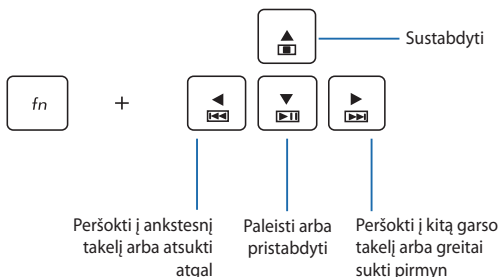 Sustabdyti
fn
+
Peršokti į ankstesnį
takelį arba atsukti
atgal
Paleisti arba
pristabdyti
Peršokti į kitą garso
takelį arba greitai
sukti pirmyn